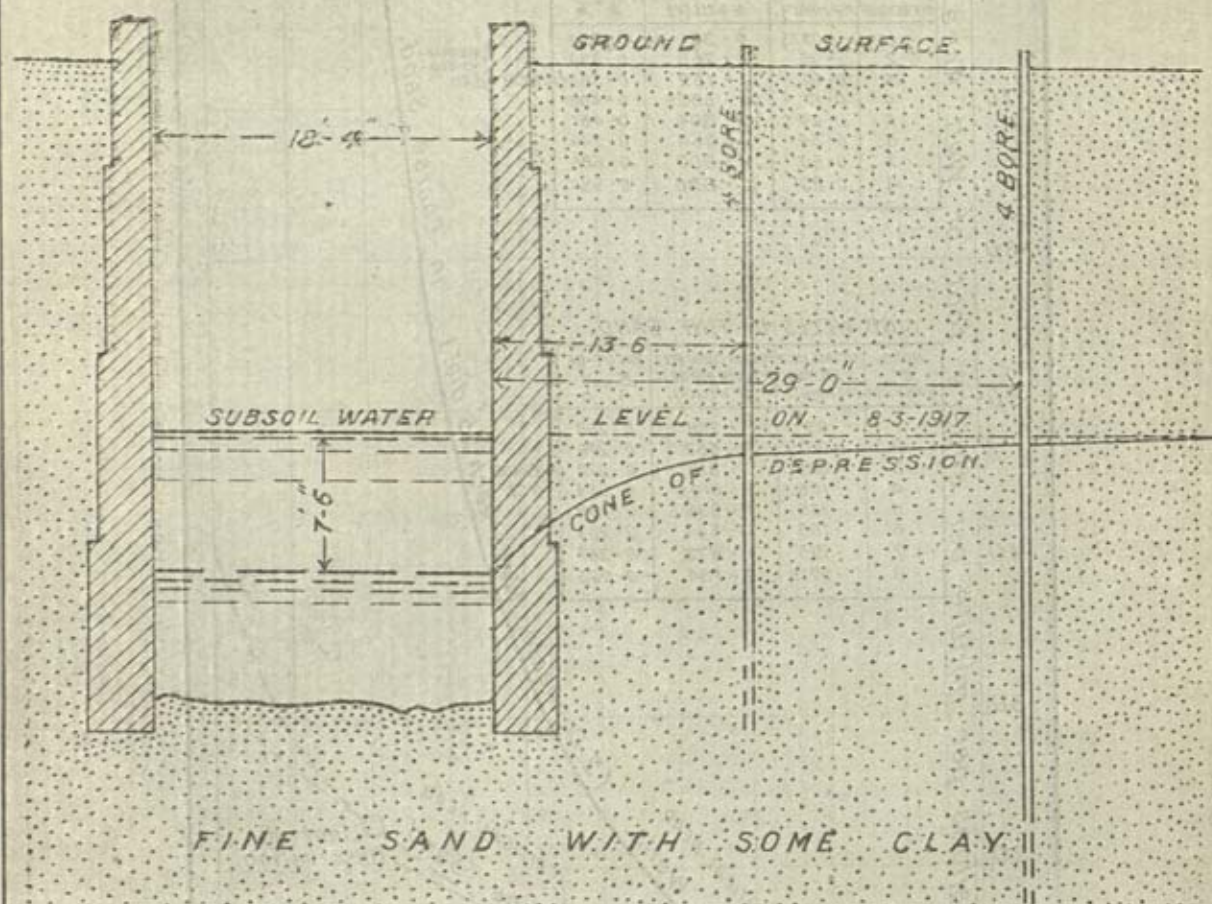 GROUND SURFACE.
18'-4"
4" BORE
4" BORE
13-6
29-0"
SUBSOIL WATER LEVEL ON 8-3-1917
CONE OF DEPRESSION.
7'-6"
FINE SAND WITH SOME CLAY